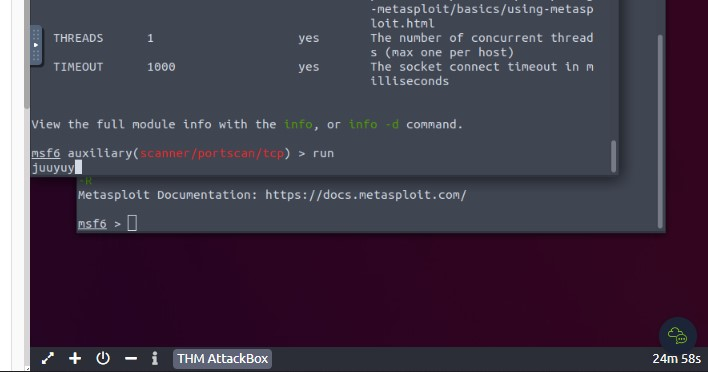 -metasploit/basics/using-metasp
loit.html
THREADS 1 yes The number of concurrent thread
s (max one per host)
TIMEOUT 1000 yes The socket connect timeout in m
illiseconds
View the full module info with the info, or info -d command.
msf6 auxiliary(scanner/portscan/tcp) > run
juuyuy
-R
Metasploit Documentation: https://docs.metasploit.com/
msf6 >
THM AttackBox
24m 58s